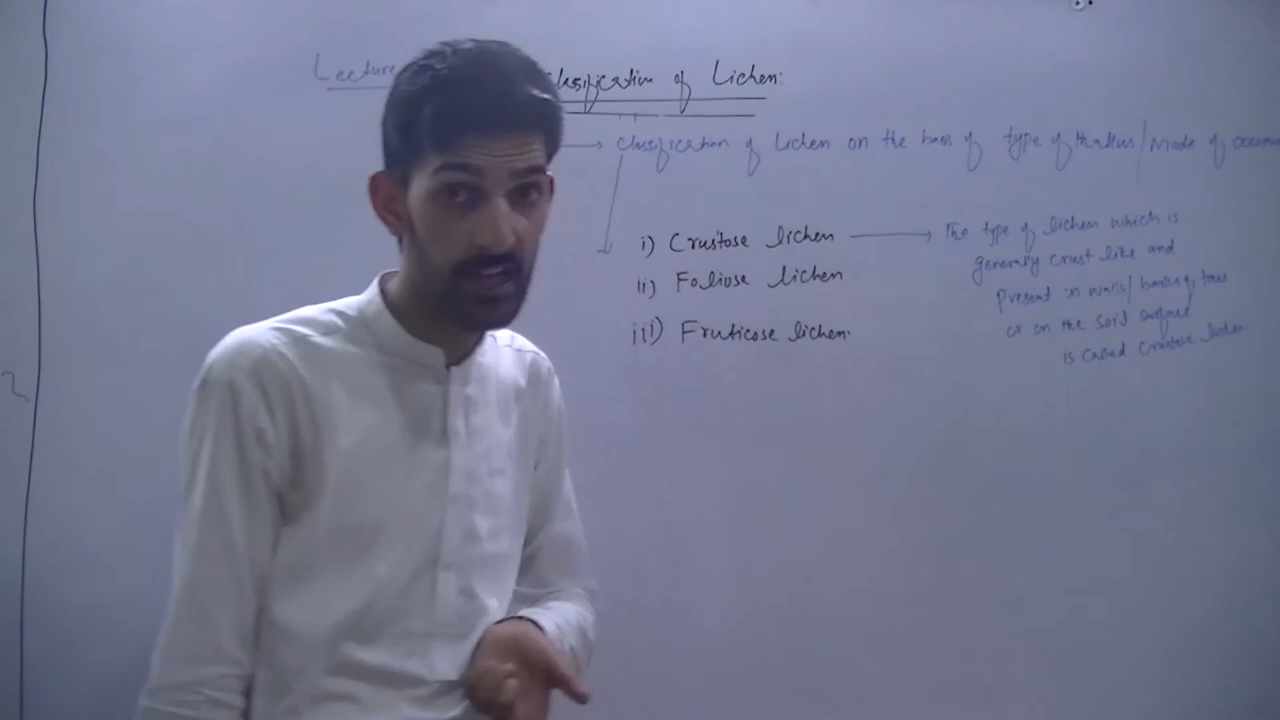 Lecture Classification of Lichen:
Classification of Lichen on the basis of type of thallus/Mode of
i) Crustose lichen
ii) Foliose lichen
iii) Fruticose lichen.
The type of lichen which is
generally crust like and
Present in walls/ barks of trees
or on the soil surface
is called Crustose lichen